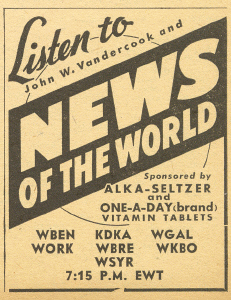 Listen to
John W. Vandercook and
NEWS
OF THE WORLD
Sponsored by
ALKA-SELTZER
and
ONE-A-DAY (brand)
VITAMIN TABLETS
WBEN KDKA WGAL
WORK WBRE WKBO
WSYR
7:15 P.M. EWT